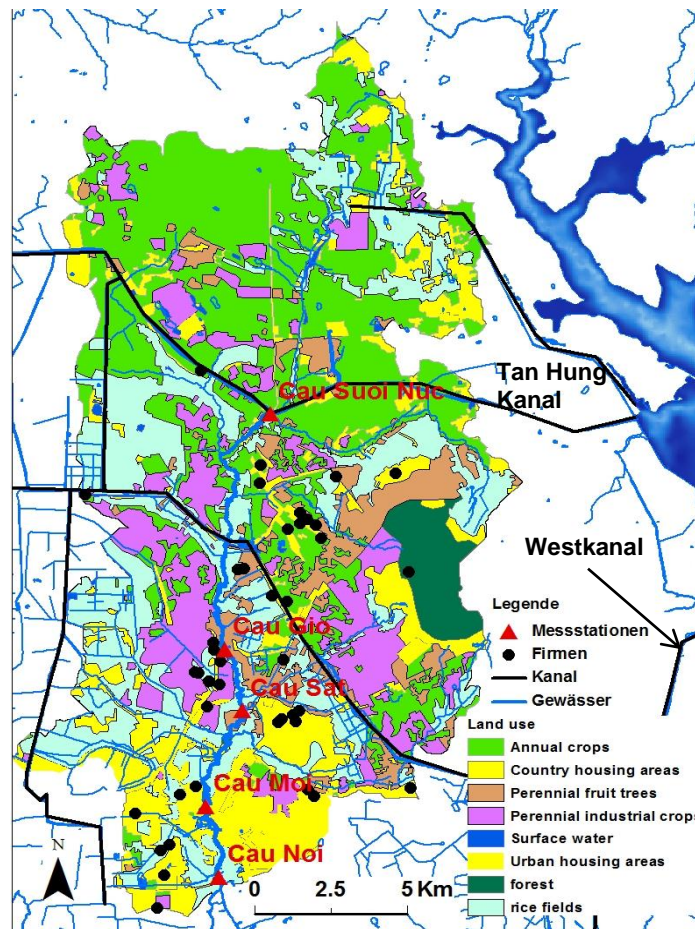 Cau Suoi Nuc
Tan Hung
Kanal
Westkanal
Cau Gio
Cau Sat
Cau Moi
Cau Noi
N
0 2.5 5 Km
Legende
Messstationen
Firmen
Kanal
Gewässer
Land use
Annual crops
Country housing areas
Perennial fruit trees
Perennial industrial crops
Surface water
Urban housing areas
forest
rice fields